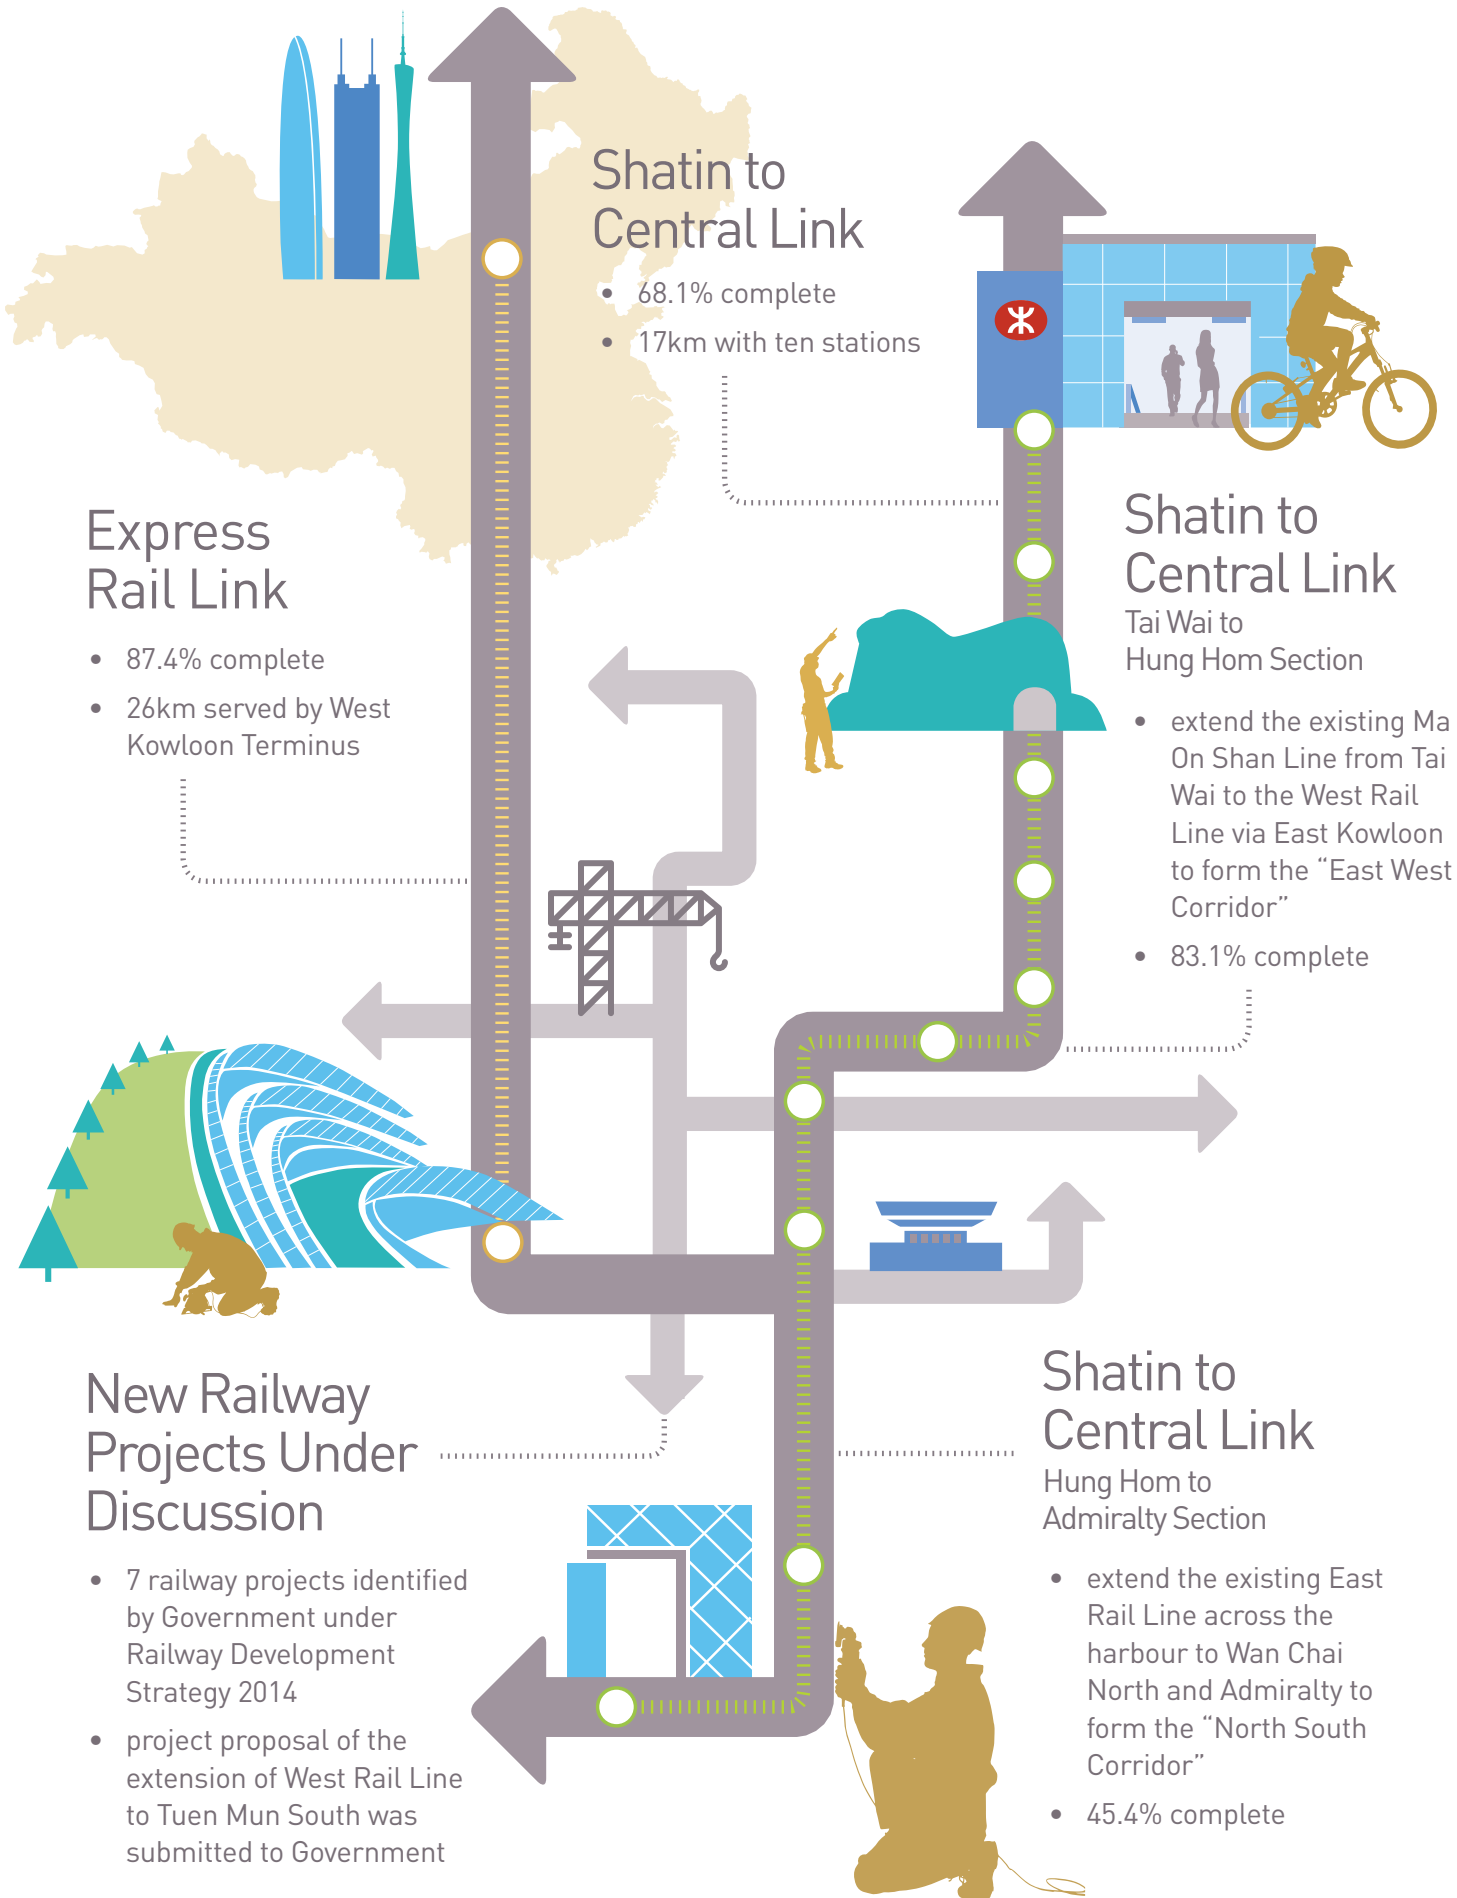 Shatin to
Central Link
• 68.1% complete
• 17km with ten stations
Express
Rail Link
• 87.4% complete
• 26km served by West
Kowloon Terminus
Shatin to
Central Link
Tai Wai to
Hung Hom Section
• extend the existing Ma
On Shan Line from Tai
Wai to the West Rail
Line via East Kowloon
to form the “East West
Corridor”
• 83.1% complete
New Railway
Projects Under
Discussion
• 7 railway projects identified
by Government under
Railway Development
Strategy 2014
• project proposal of the
extension of West Rail Line
to Tuen Mun South was
submitted to Government
Shatin to
Central Link
Hung Hom to
Admiralty Section
• extend the existing East
Rail Line across the
harbour to Wan Chai
North and Admiralty to
form the “North South
Corridor”
• 45.4% complete